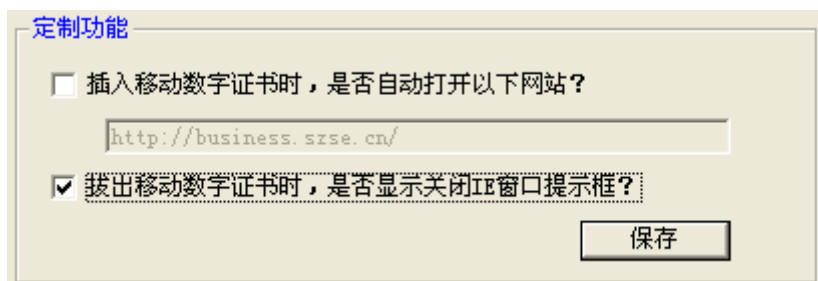 定制功能
插入移动数字证书时，是否自动打开以下网站？
http://business.szse.cn/
拔出移动数字证书时，是否显示关闭IE窗口提示框？
保存